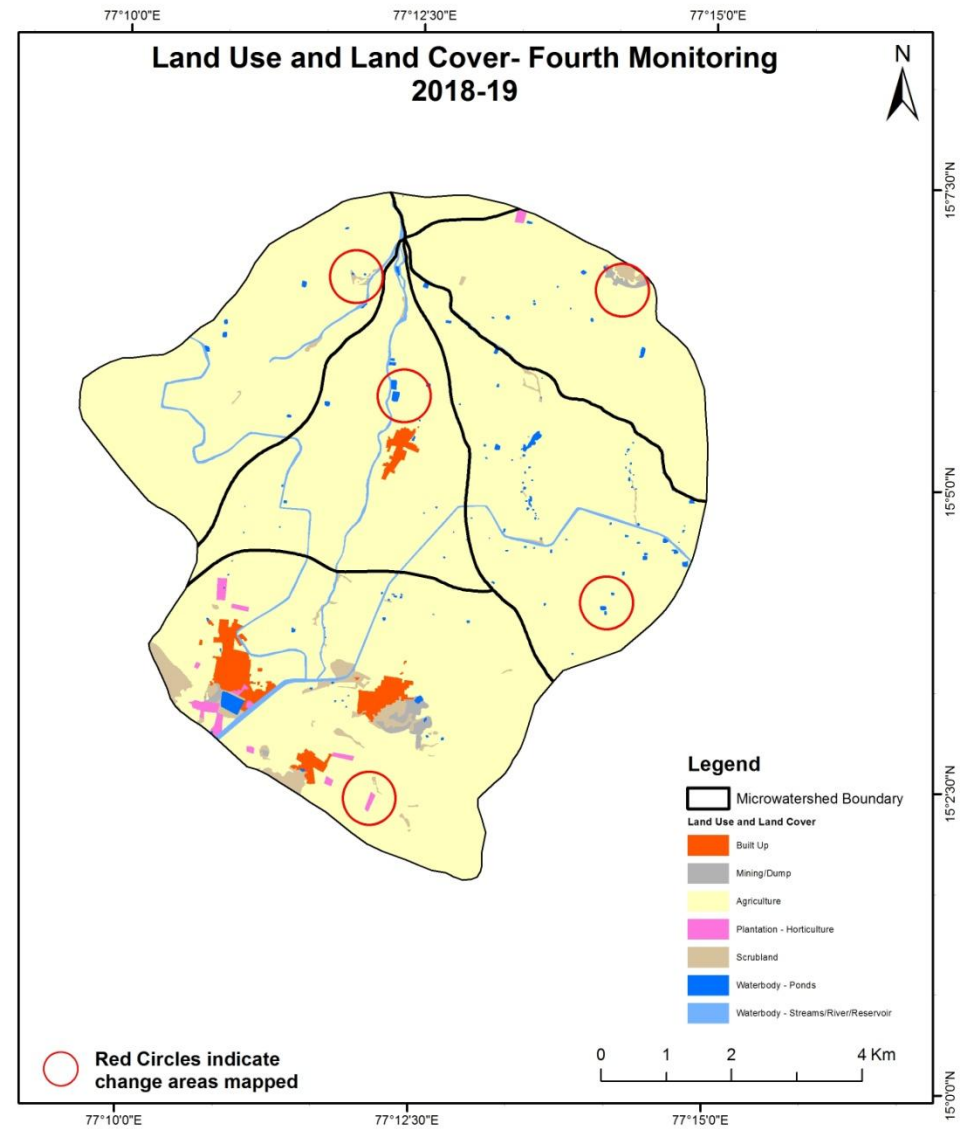 77°10'0"E 77°12'30"E 77°15'0"E
Land Use and Land Cover- Fourth Monitoring
2018-19
N
15°7'30"N
15°5'0"N
15°2'30"N
15°0'0"N
Legend
Microwatershed Boundary
Land Use and Land Cover
Built Up
Mining/Dump
Agriculture
Plantation - Horticulture
Scrubland
Waterbody - Ponds
Waterbody - Streams/River/Reservoir
Red Circles indicate
change areas mapped
0 1 2 4 Km
77°10'0"E 77°12'30"E 77°15'0"E